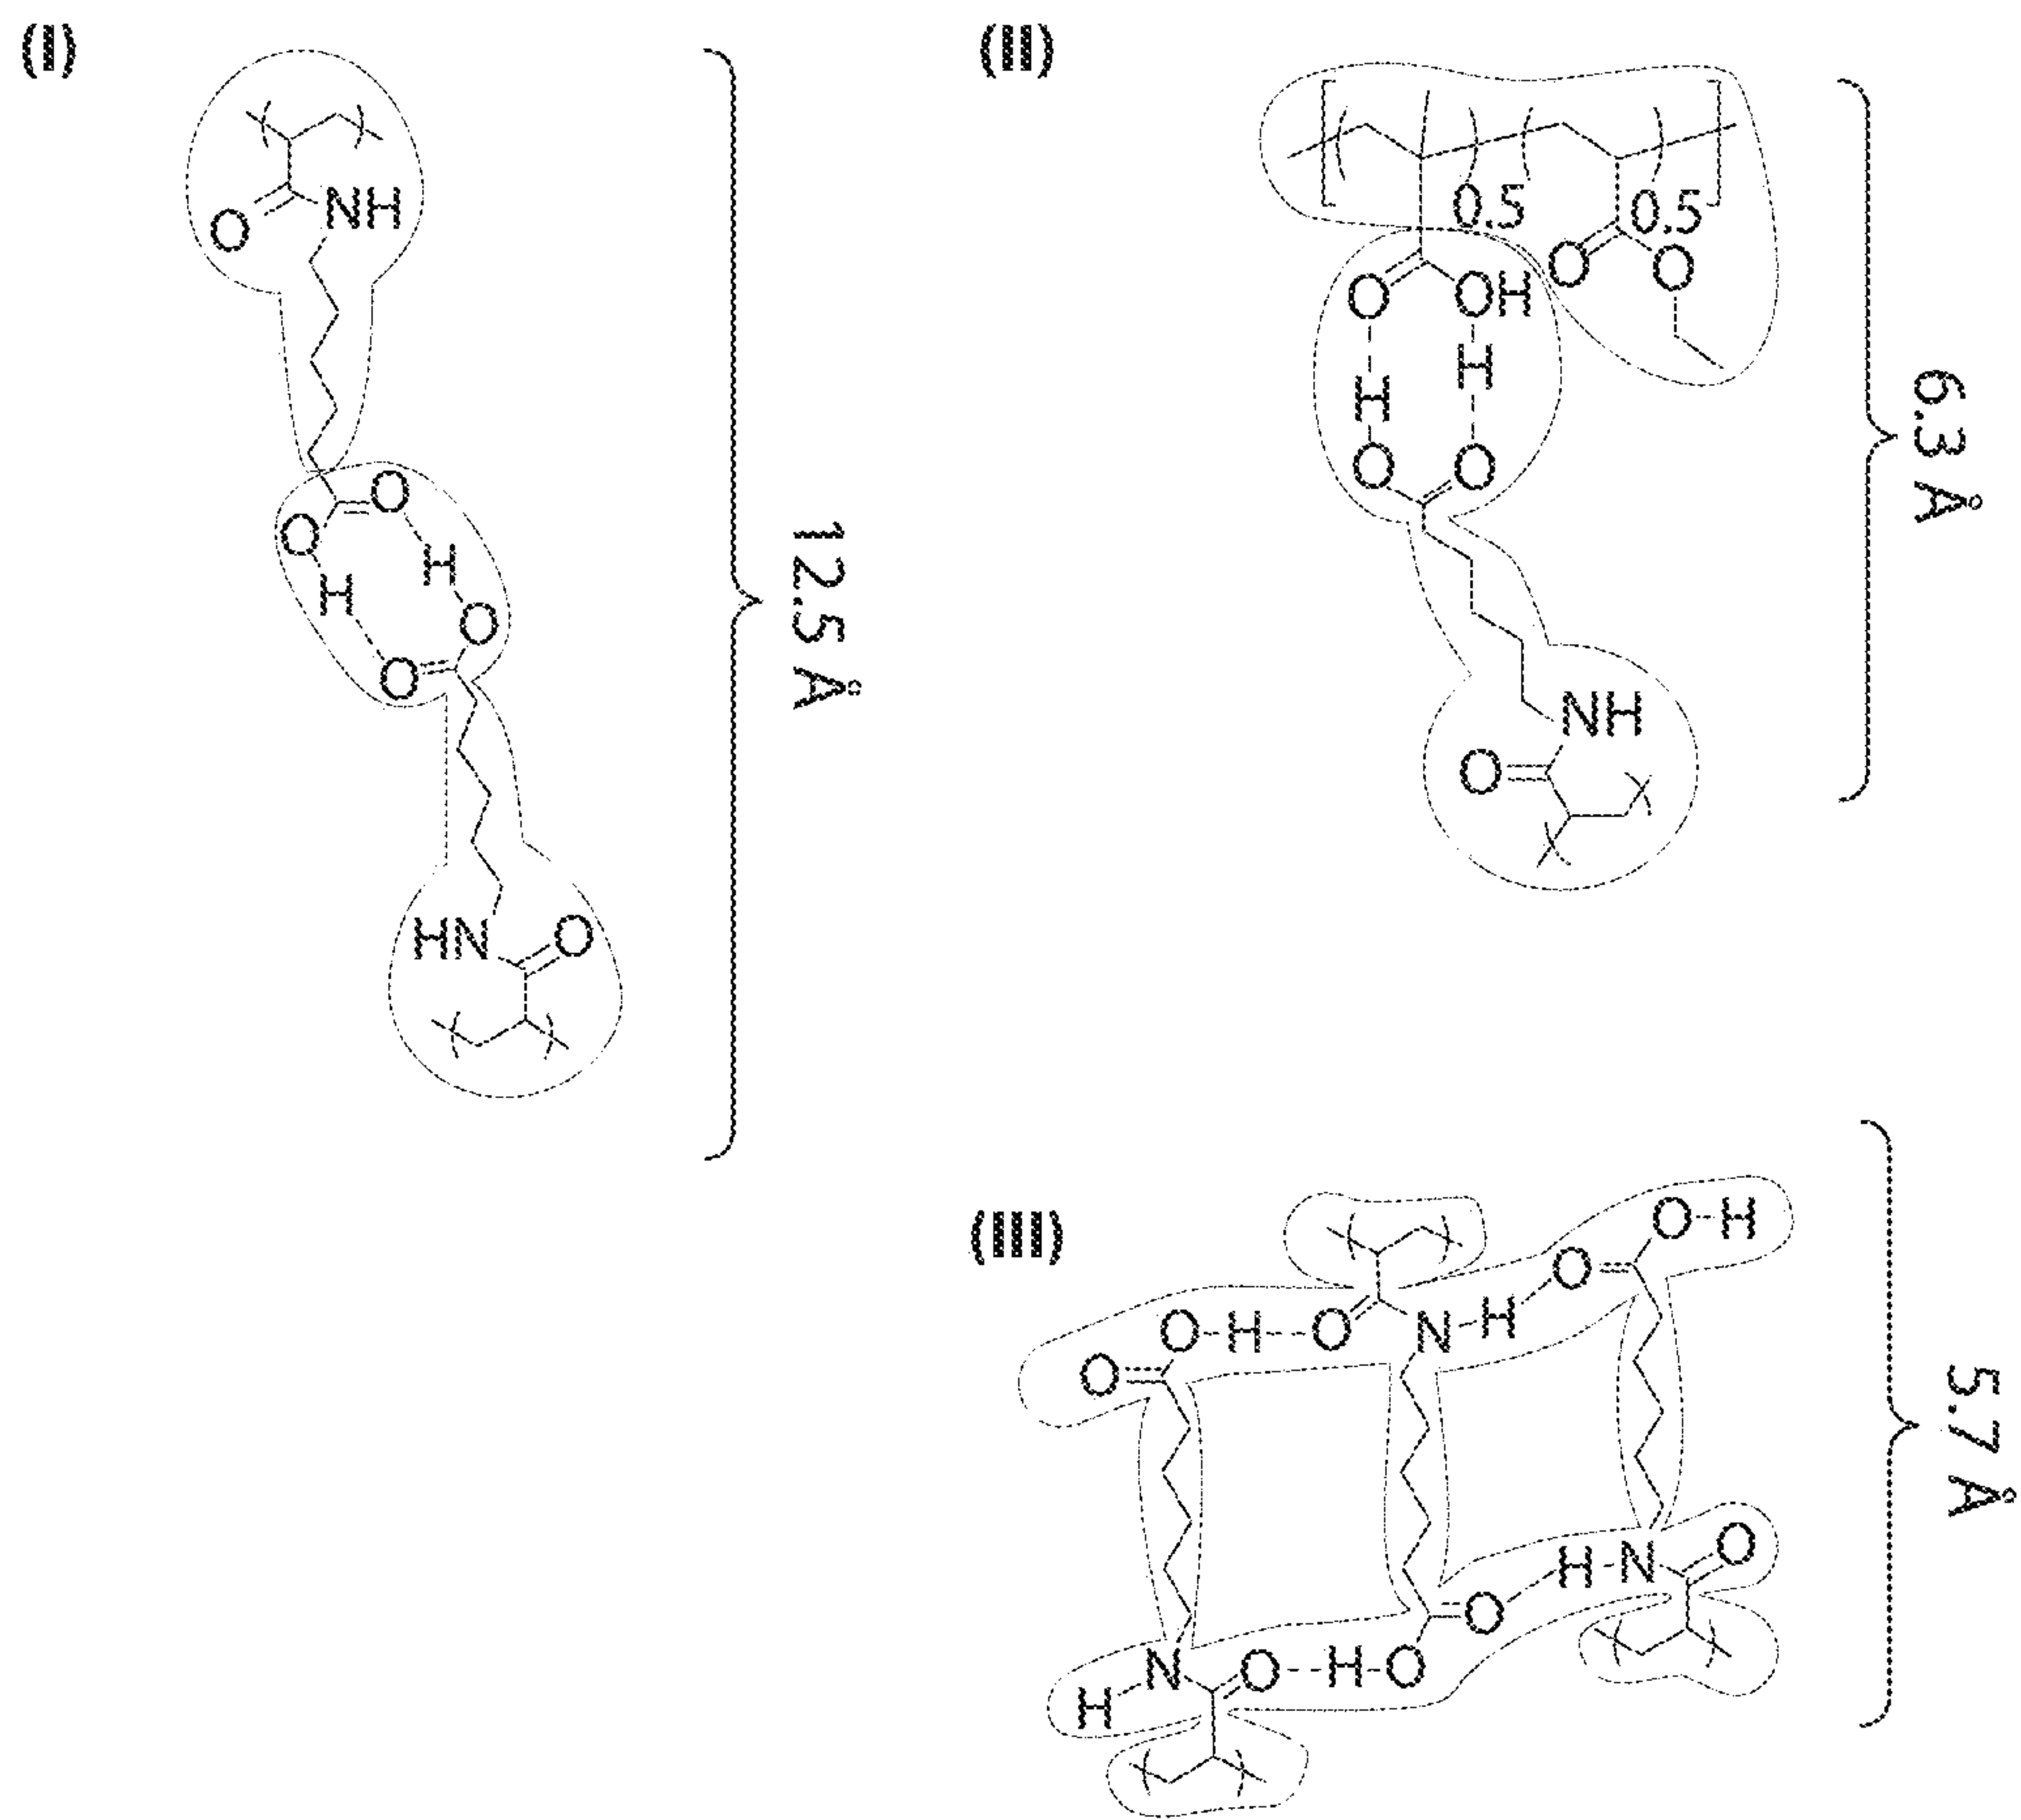 (I)
O
NH
O
O
H
H
O
O
HN
O
12.5 Å
(II)
0.5
0.5
O
OH
O
O
H
H
O
O
NH
O
6.3 Å
(III)
O-H
O
O-H--O
N-H
O
O
H-N
O
O
N
O--H-O
H
5.7 Å